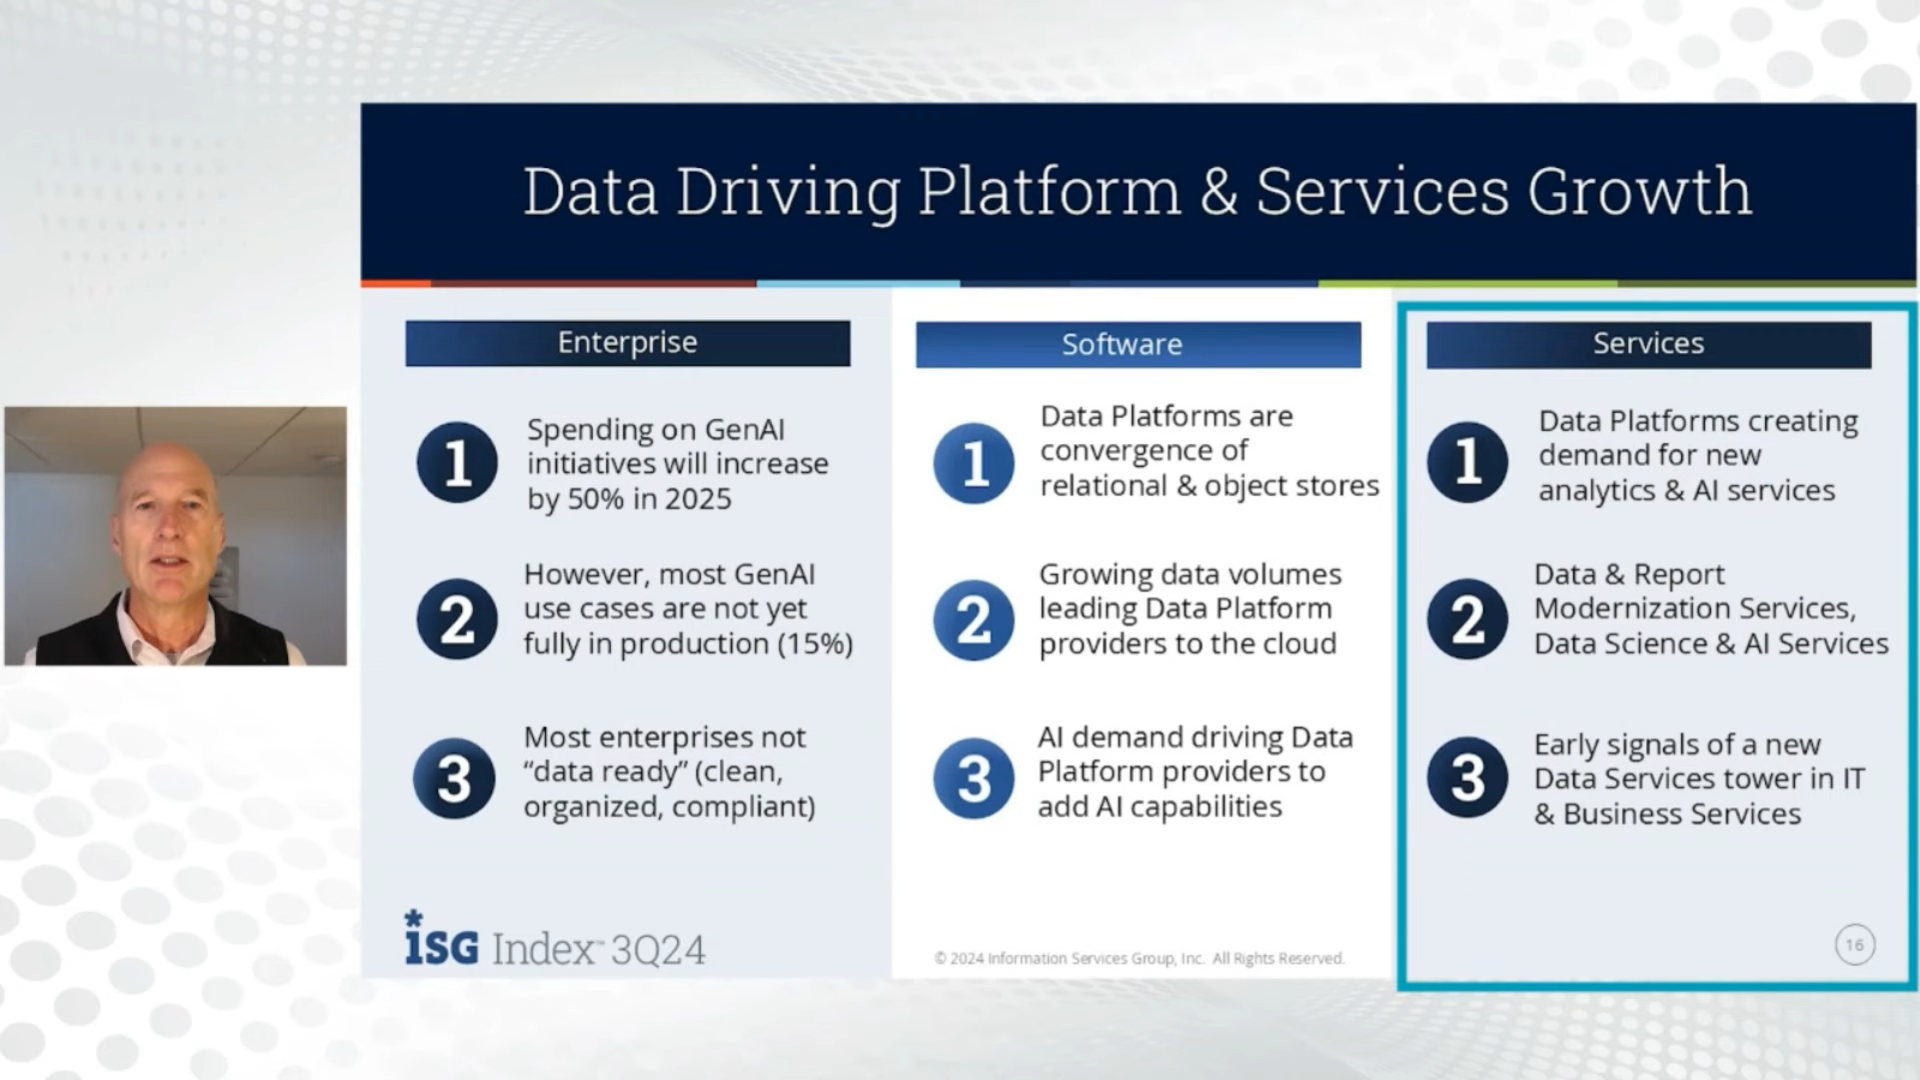 Data Driving Platform & Services Growth
Enterprise
1
Spending on GenAI
initiatives will increase
by 50% in 2025
2
However, most GenAI
use cases are not yet
fully in production (15%)
3
Most enterprises not
“data ready” (clean,
organized, compliant)
Software
1
Data Platforms are
convergence of
relational & object stores
2
Growing data volumes
leading Data Platform
providers to the cloud
3
AI demand driving Data
Platform providers to
add AI capabilities
Services
1
Data Platforms creating
demand for new
analytics & AI services
2
Data & Report
Modernization Services,
Data Science & AI Services
3
Early signals of a new
Data Services tower in IT
& Business Services
ISG Index™ 3Q24
© 2024 Information Services Group, Inc. All Rights Reserved.
16